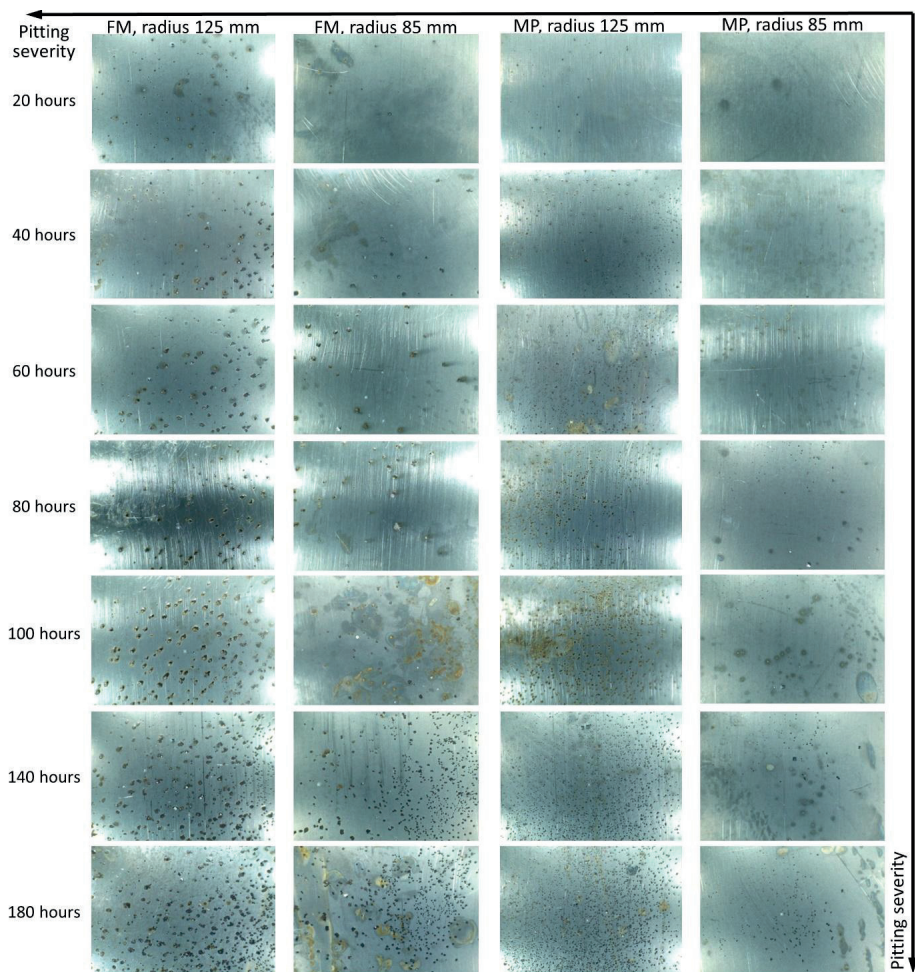 Pitting
severity
FM, radius 125 mm
FM, radius 85 mm
MP, radius 125 mm
MP, radius 85 mm
20 hours
40 hours
60 hours
80 hours
100 hours
140 hours
180 hours
Pitting severity